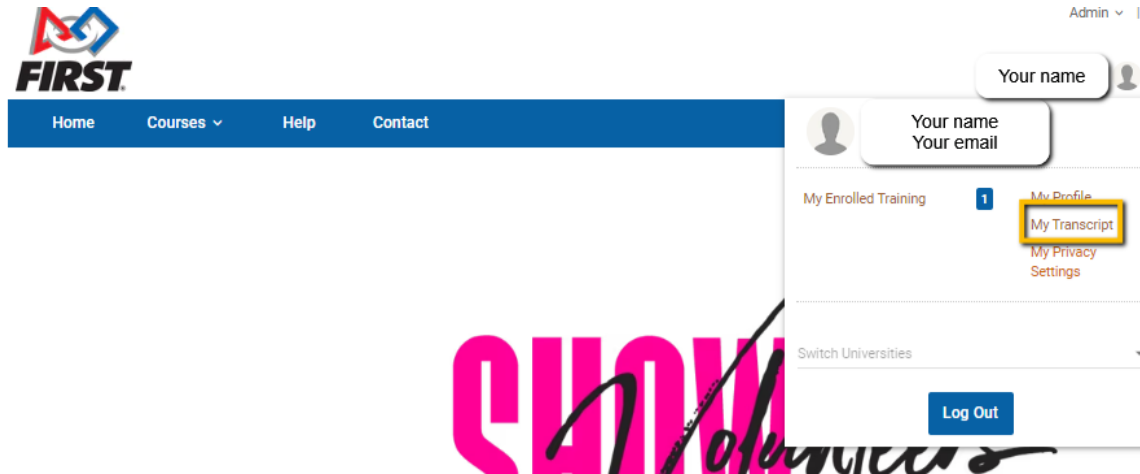 Admin
FIRST
Your name
Home Courses Help Contact
Your name
Your email
My Enrolled Training 1 My Profile
My Transcript
My Privacy
Settings
Switch Universities
Log Out
Volunteers